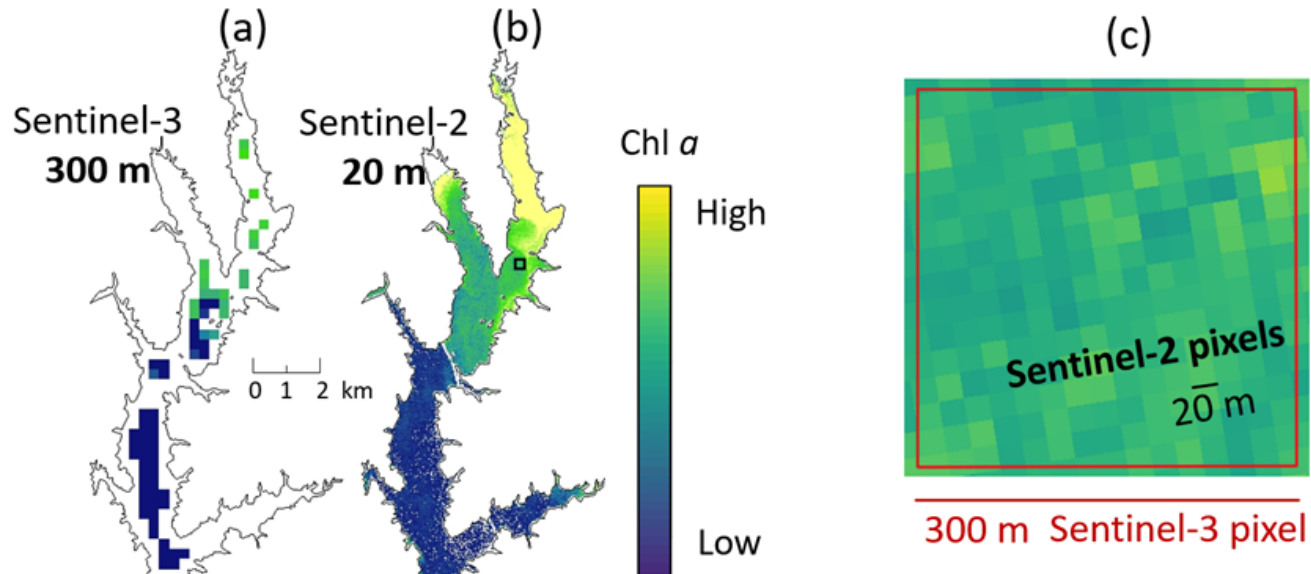 (a)
(b)
(c)
Sentinel-3
300 m
Sentinel-2
20 m
Chl a
High
Low
0 1 2 km
Sentinel-2 pixels
20 m
300 m Sentinel-3 pixel